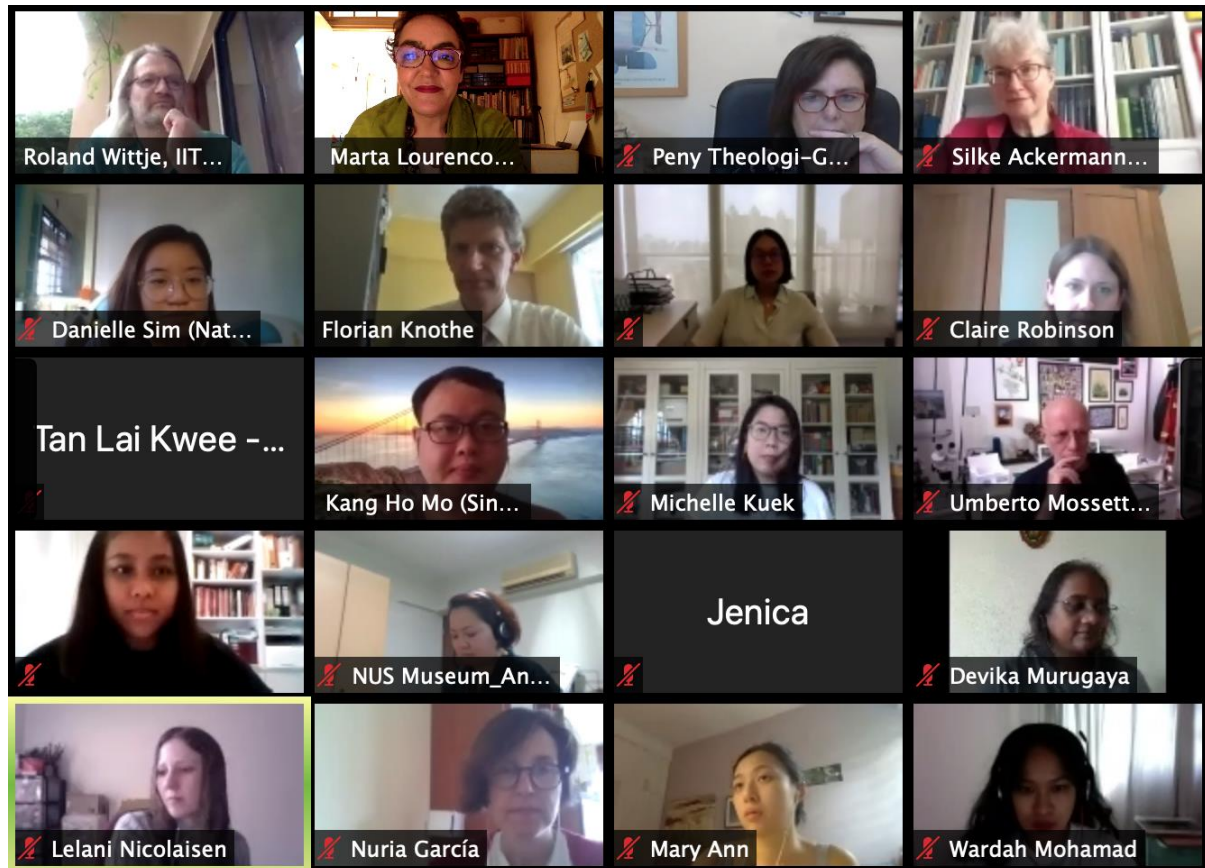 Roland Wittje, IIT...
Marta Lourenco...
Peny Theologi-G...
Silke Ackermann...
Danielle Sim (Nat...
Florian Knothe
Claire Robinson
Tan Lai Kwee -...
Kang Ho Mo (Sin...
Michelle Kuek
Umberto Mossett...
NUS Museum_An...
Jenica
Devika Murugaya
Lelani Nicolaisen
Nuria García
Mary Ann
Wardah Mohamad